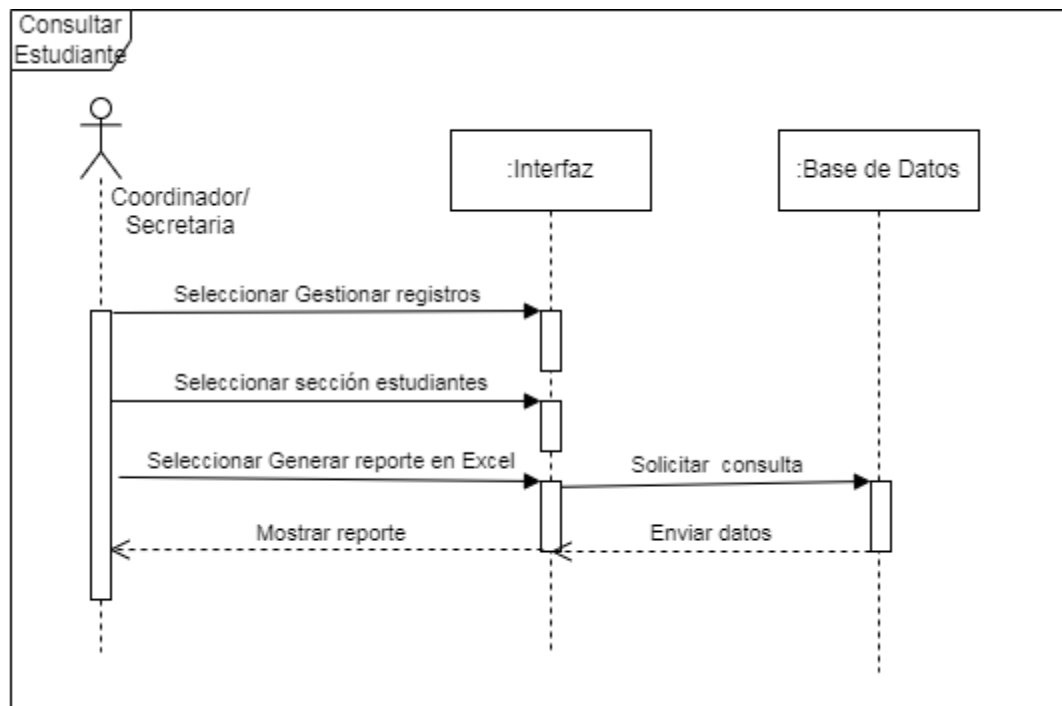 Consultar
Estudiante
Coordinador/
Secretaria
:Interfaz
:Base de Datos
Seleccionar Gestionar registros
Seleccionar sección estudiantes
Seleccionar Generar reporte en Excel
Solicitar consulta
Mostrar reporte
Enviar datos